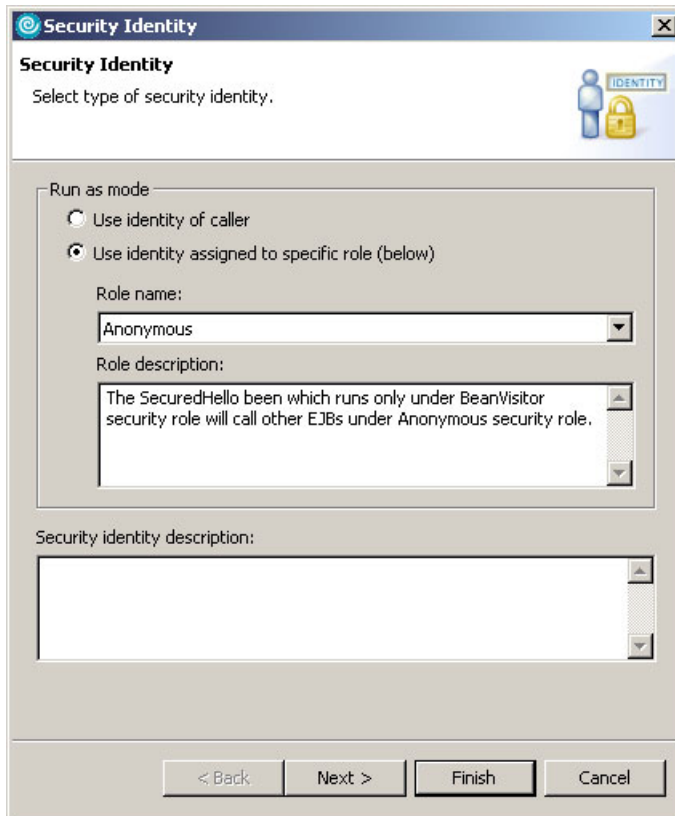 Security Identity
Security Identity
Select type of security identity.
IDENTITY
Run as mode
Use identity of caller
Use identity assigned to specific role (below)
Role name:
Anonymous
Role description:
The SecuredHello been which runs only under BeanVisitor
security role will call other EJBs under Anonymous security role.
Security identity description:
< Back
Next >
Finish
Cancel